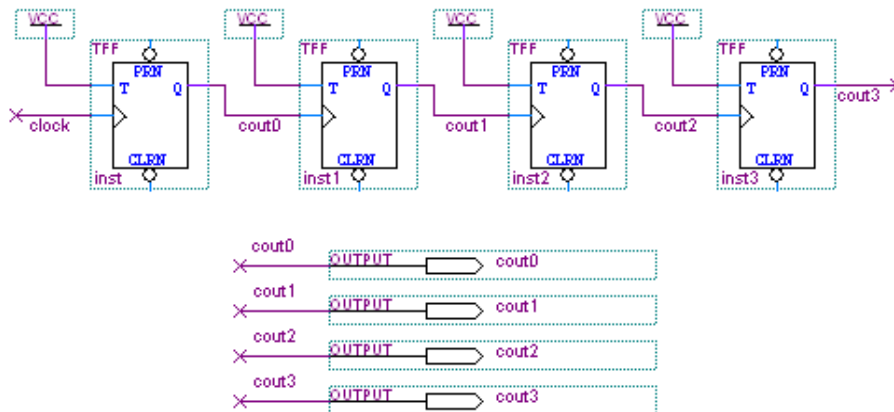 VCC VCC VCC VCC
TFF TFF TFF TFF
PRN PRN PRN PRN
T Q T Q T Q T Q
clock cout0 cout1 cout2 cout3
CLRN CLRN CLRN CLRN
inst inst1 inst2 inst3
cout0 OUTPUT cout0
cout1 OUTPUT cout1
cout2 OUTPUT cout2
cout3 OUTPUT cout3